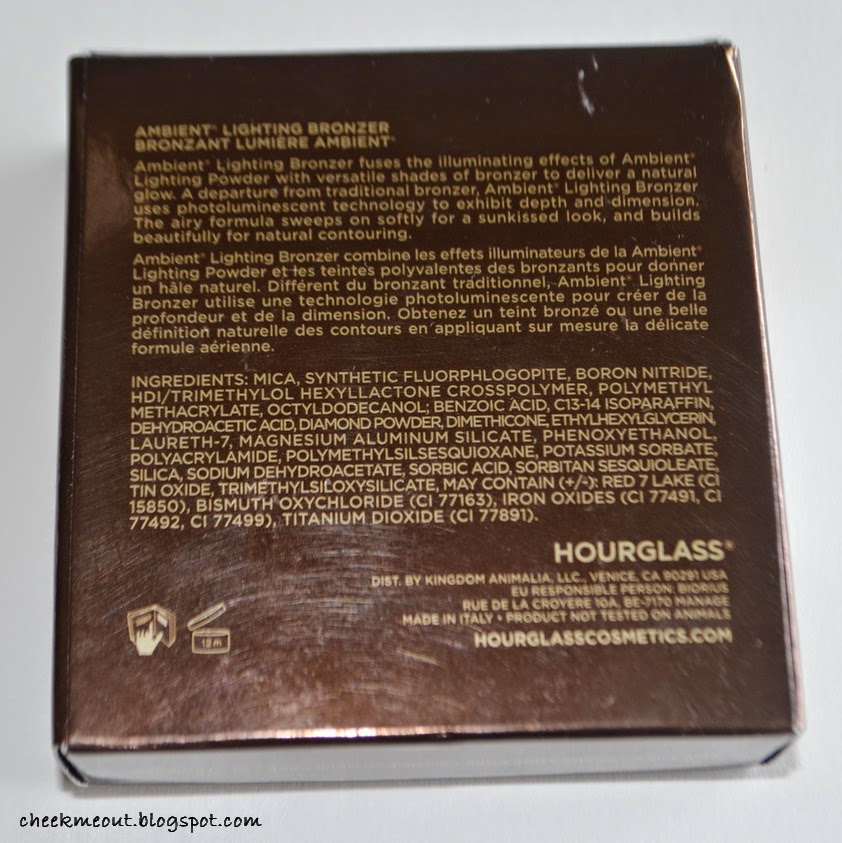 AMBIENT® LIGHTING BRONZER
BRONZANT LUMIÈRE AMBIENT®
Ambient® Lighting Bronzer fuses the illuminating effects of Ambient®
Lighting Powder with versatile shades of bronzer to deliver a natural
glow. A departure from traditional bronzer, Ambient® Lighting Bronzer
uses photoluminescent technology to exhibit depth and dimension.
The airy formula sweeps on softly for a sunkissed look, and builds
beautifully for natural contouring.
Ambient® Lighting Bronzer combine les effets illuminateurs de la Ambient®
Lighting Powder et les teintes polyvalentes des bronzants pour donner
un hâle naturel. Différent du bronzant traditionnel, Ambient® Lighting
Bronzer utilise une technologie photoluminescente pour créer de la
profondeur et de la dimension. Obtenez un teint bronzé ou une belle
définition naturelle des contours en appliquant sur mesure la délicate
formule aérienne.
INGREDIENTS: MICA, SYNTHETIC FLUORPHLOGOPITE, BORON NITRIDE,
HDI/TRIMETHYLOL HEXYLLACTONE CROSSPOLYMER, POLYMETHYL
METHACRYLATE, OCTYLDODECANOL; BENZOIC ACID, C13-14 ISOPARAFFIN,
DEHYDROACETIC ACID, DIAMOND POWDER, DIMETHICONE, ETHYLHEXYLGLYCERIN,
LAURETH-7, MAGNESIUM ALUMINUM SILICATE, PHENOXYETHANOL,
POLYACRYLAMIDE, POLYMETHYLSILSESQUIOXANE, POTASSIUM SORBATE,
SILICA, SODIUM DEHYDROACETATE, SORBIC ACID, SORBITAN SESQUIOLEATE,
TIN OXIDE, TRIMETHYLSILOXYSILICATE, MAY CONTAIN (+/-): RED 7 LAKE (CI
15850), BISMUTH OXYCHLORIDE (CI 77163), IRON OXIDES (CI 77491, CI
77492, CI 77499), TITANIUM DIOXIDE (CI 77891).
HOURGLASS®
DIST. BY KINGDOM ANIMALIA, LLC., VENICE, CA 90291 USA
EU RESPONSIBLE PERSON: BIORIUS
RUE DE LA CROYERE 10A, BE-7170 MANAGE
MADE IN ITALY • PRODUCT NOT TESTED ON ANIMALS
HOURGLASSCOSMETICS.COM
12 m
cheekmeout.blogspot.com